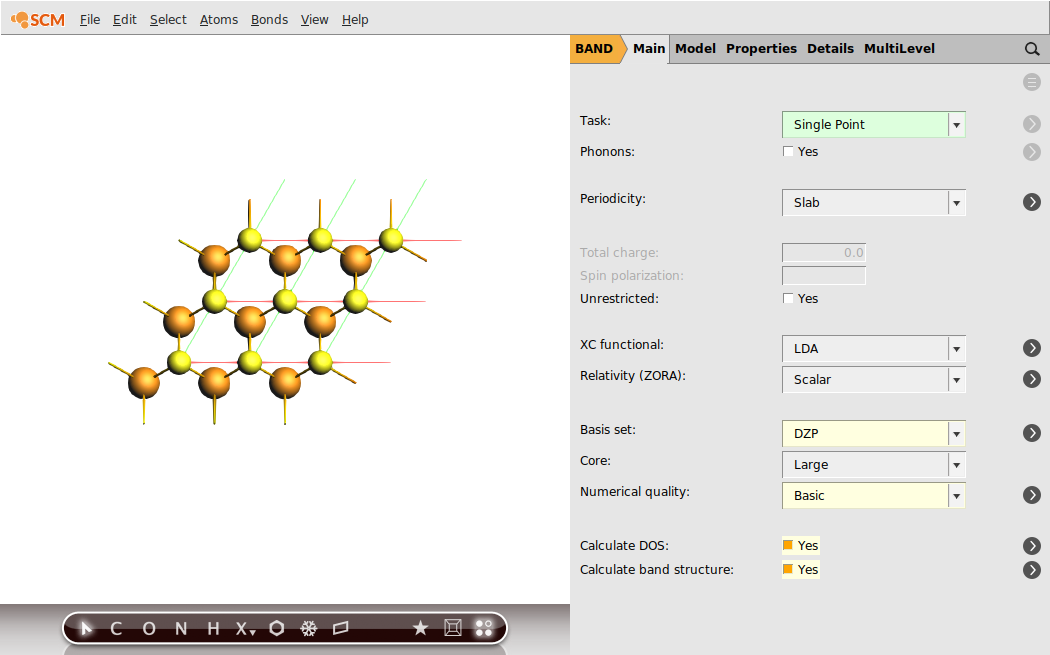 SCM File Edit Select Atoms Bonds View Help
BAND Main Model Properties Details MultiLevel
Task: Single Point
Phonons: Yes
Periodicity: Slab
Total charge: 0.0
Spin polarization:
Unrestricted: Yes
XC functional: LDA
Relativity (ZORA): Scalar
Basis set: DZP
Core: Large
Numerical quality: Basic
Calculate DOS: Yes
Calculate band structure: Yes
C O N H X